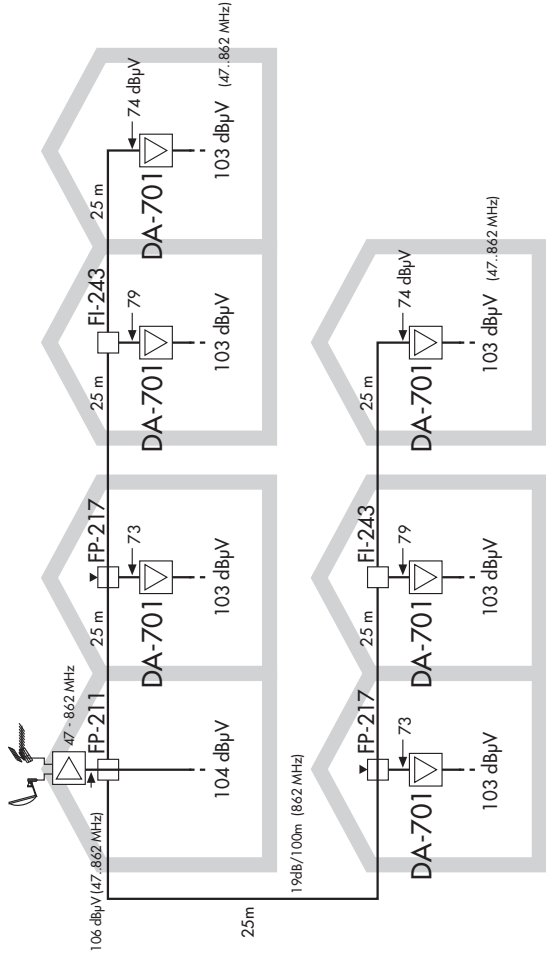 47 - 862 MHz
106 dBµV (47..862 MHz)
FP-211
25 m
FP-217
25 m
FI-243
25 m
73
79
74 dBµV
DA-701
DA-701
DA-701
104 dBµV
103 dBµV
103 dBµV
103 dBµV (47..862 MHz)
25m
19dB/100m (862 MHz)
FP-217
25 m
FI-243
25 m
73
79
74 dBµV
DA-701
DA-701
DA-701
103 dBµV
103 dBµV
103 dBµV (47..862 MHz)